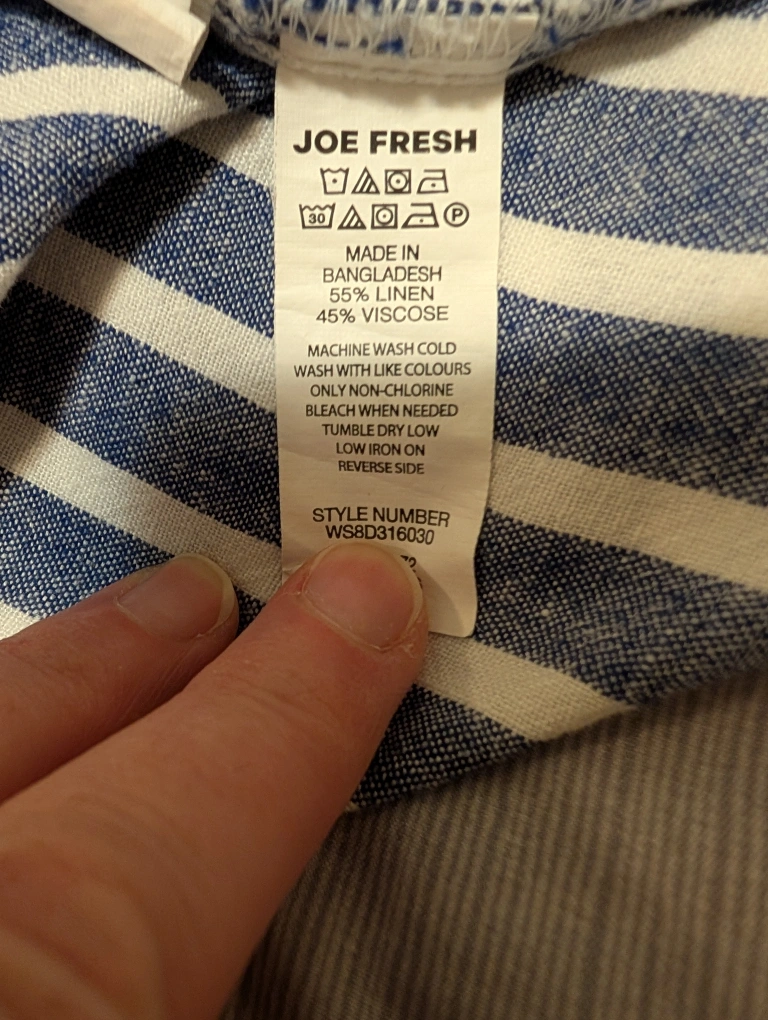 JOE FRESH
30 P
MADE IN
BANGLADESH
55% LINEN
45% VISCOSE
MACHINE WASH COLD
WASH WITH LIKE COLOURS
ONLY NON-CHLORINE
BLEACH WHEN NEEDED
TUMBLE DRY LOW
LOW IRON ON
REVERSE SIDE
STYLE NUMBER
WS8D316030